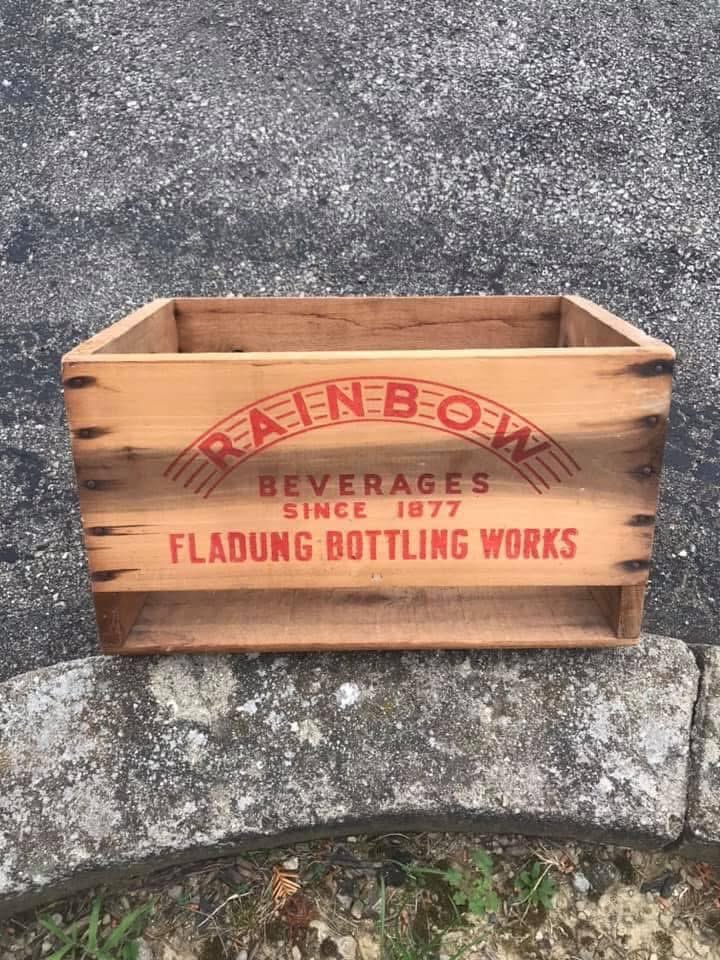 RAINBOW
BEVERAGES
SINCE 1877
FLADUNG BOTTLING WORKS